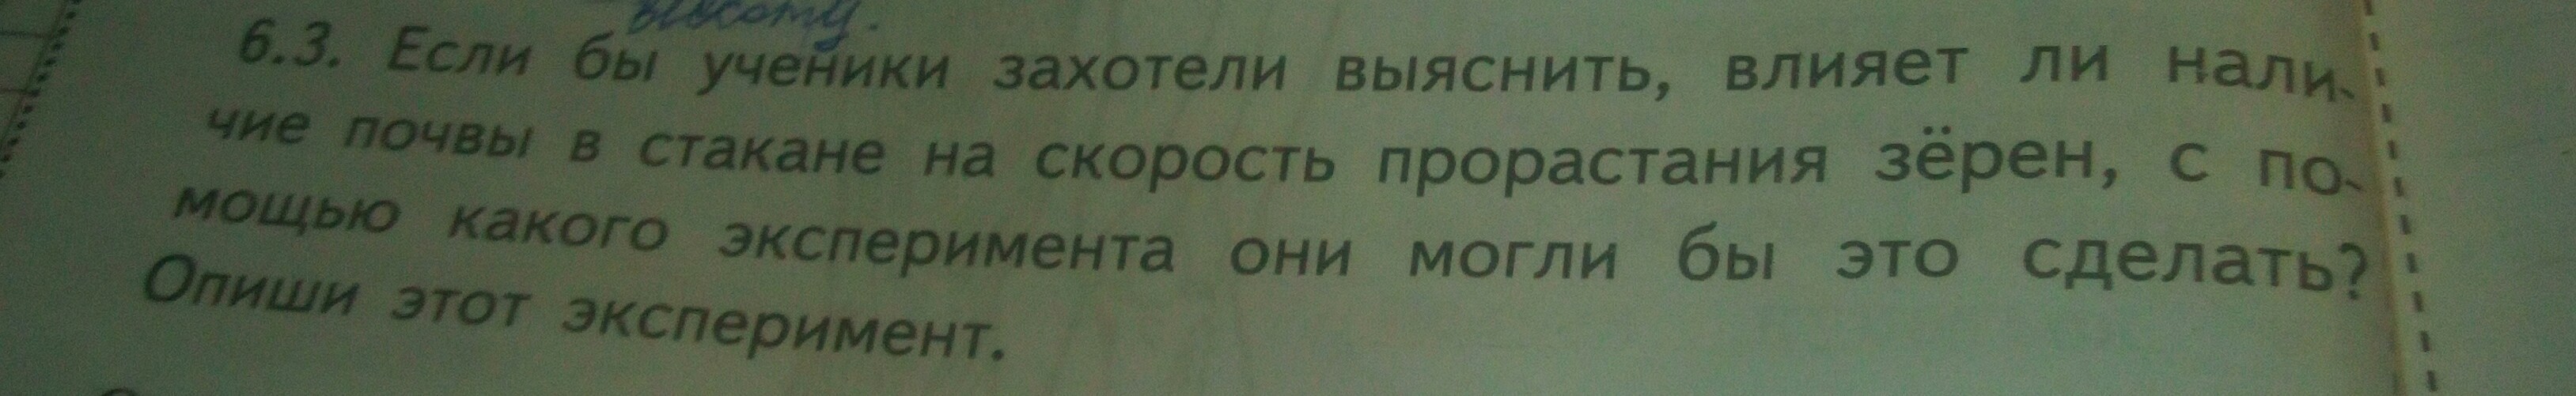 высоту.
6.3. Если бы ученики захотели выяснить, влияет ли нали-
чие почвы в стакане на скорость прорастания зёрен, с по-
мощью какого эксперимента они могли бы это сделать?
Опиши этот эксперимент.